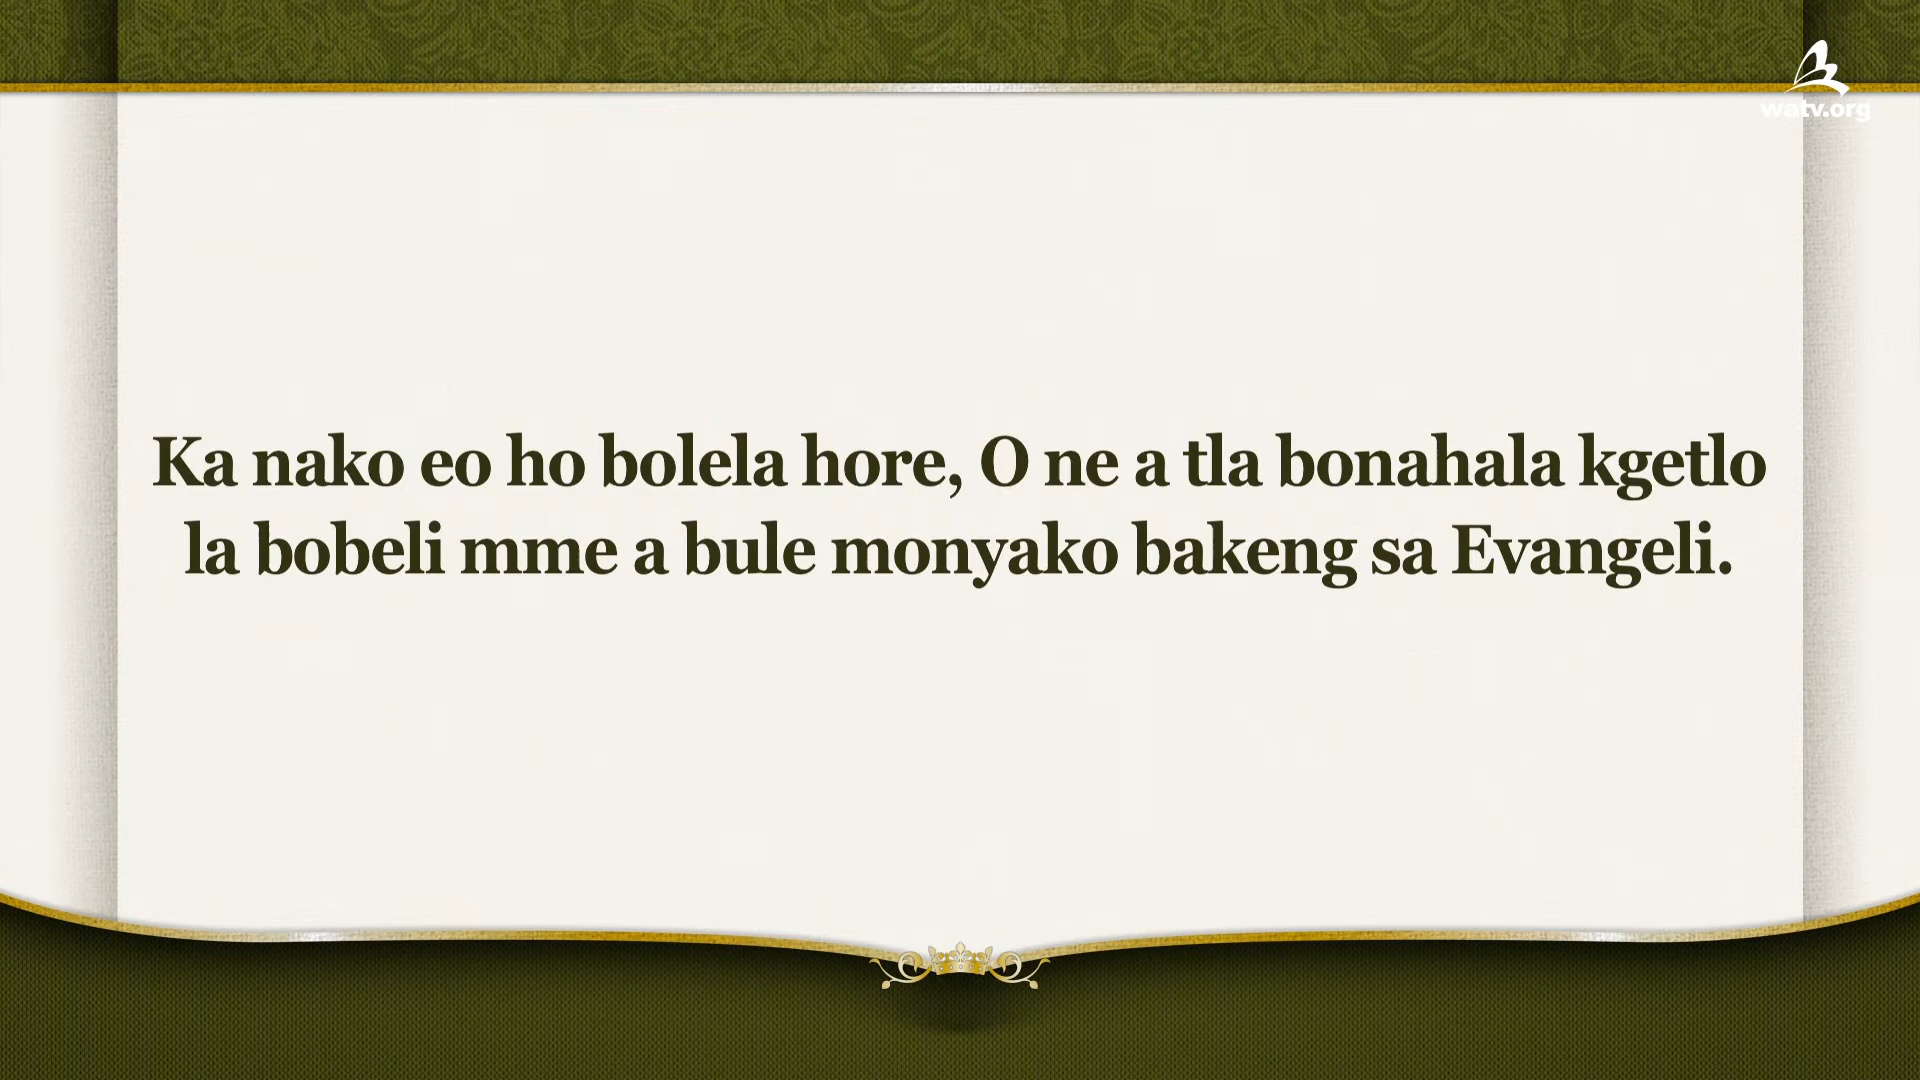 watv.org
Ka nako eo ho bolela hore, O ne a tla bonahala kgetlo
la bobeli mme a bule monyako bakeng sa Evangeli.